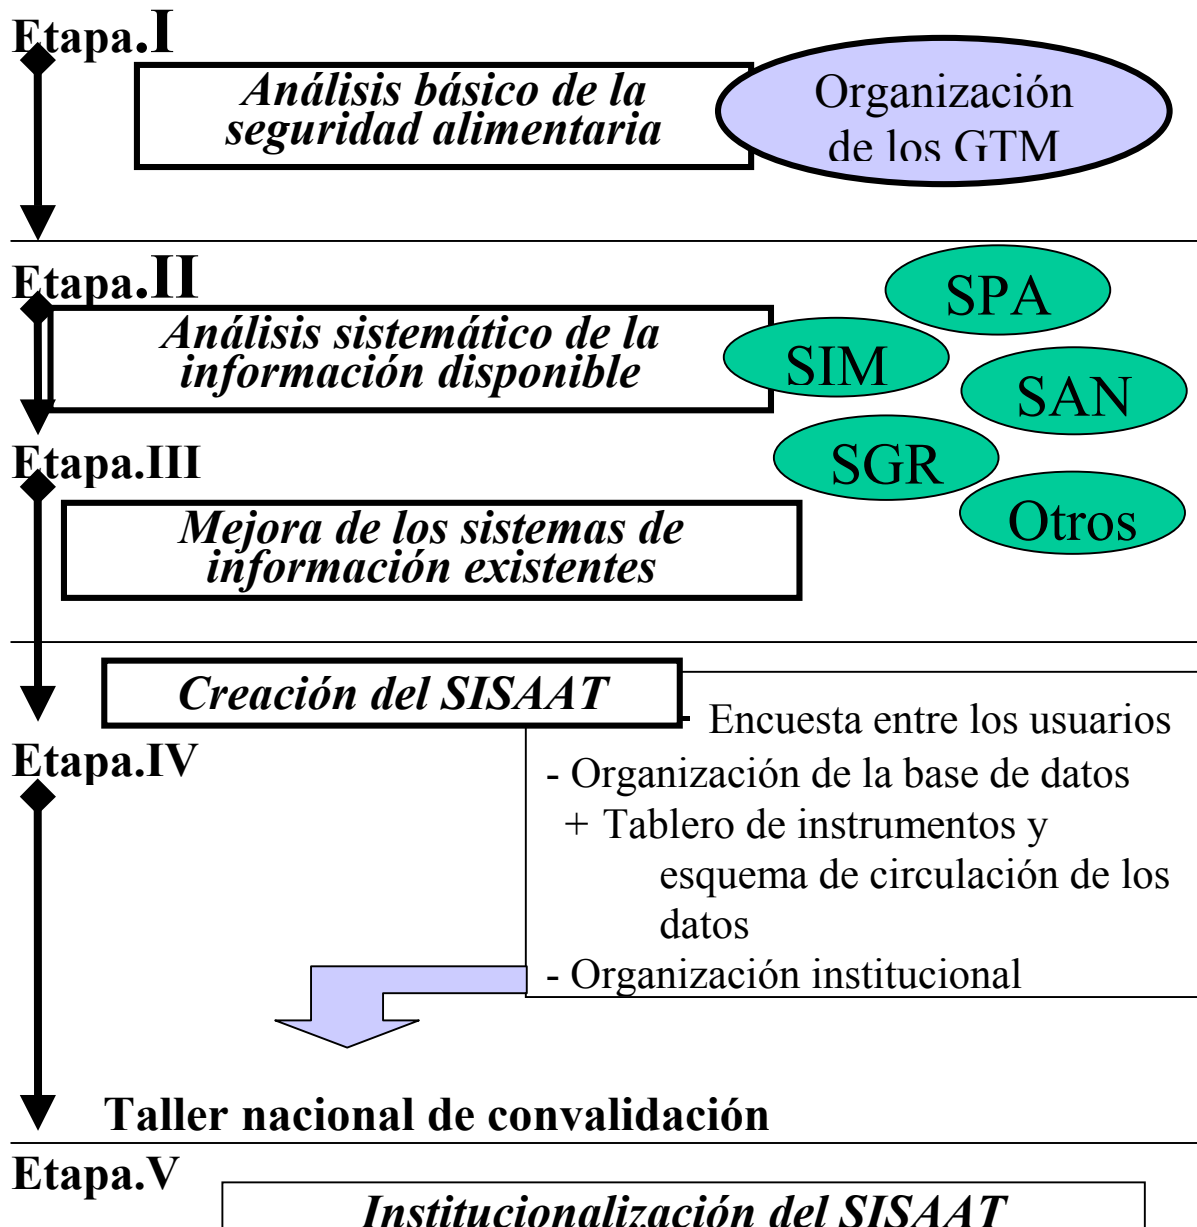 Etapa.I
Análisis básico de la
seguridad alimentaria
Organización
de los GTM
Etapa.II
Análisis sistemático de la
información disponible
SPA
SIM
SAN
SGR
Otros
Etapa.III
Mejora de los sistemas de
información existentes
Creación del SISAAT
- Encuesta entre los usuarios
Etapa.IV
- Organización de la base de datos
+ Tablero de instrumentos y
esquema de circulación de los
datos
- Organización institucional
Taller nacional de convalidación
Etapa.V
Institucionalización del SISAAT